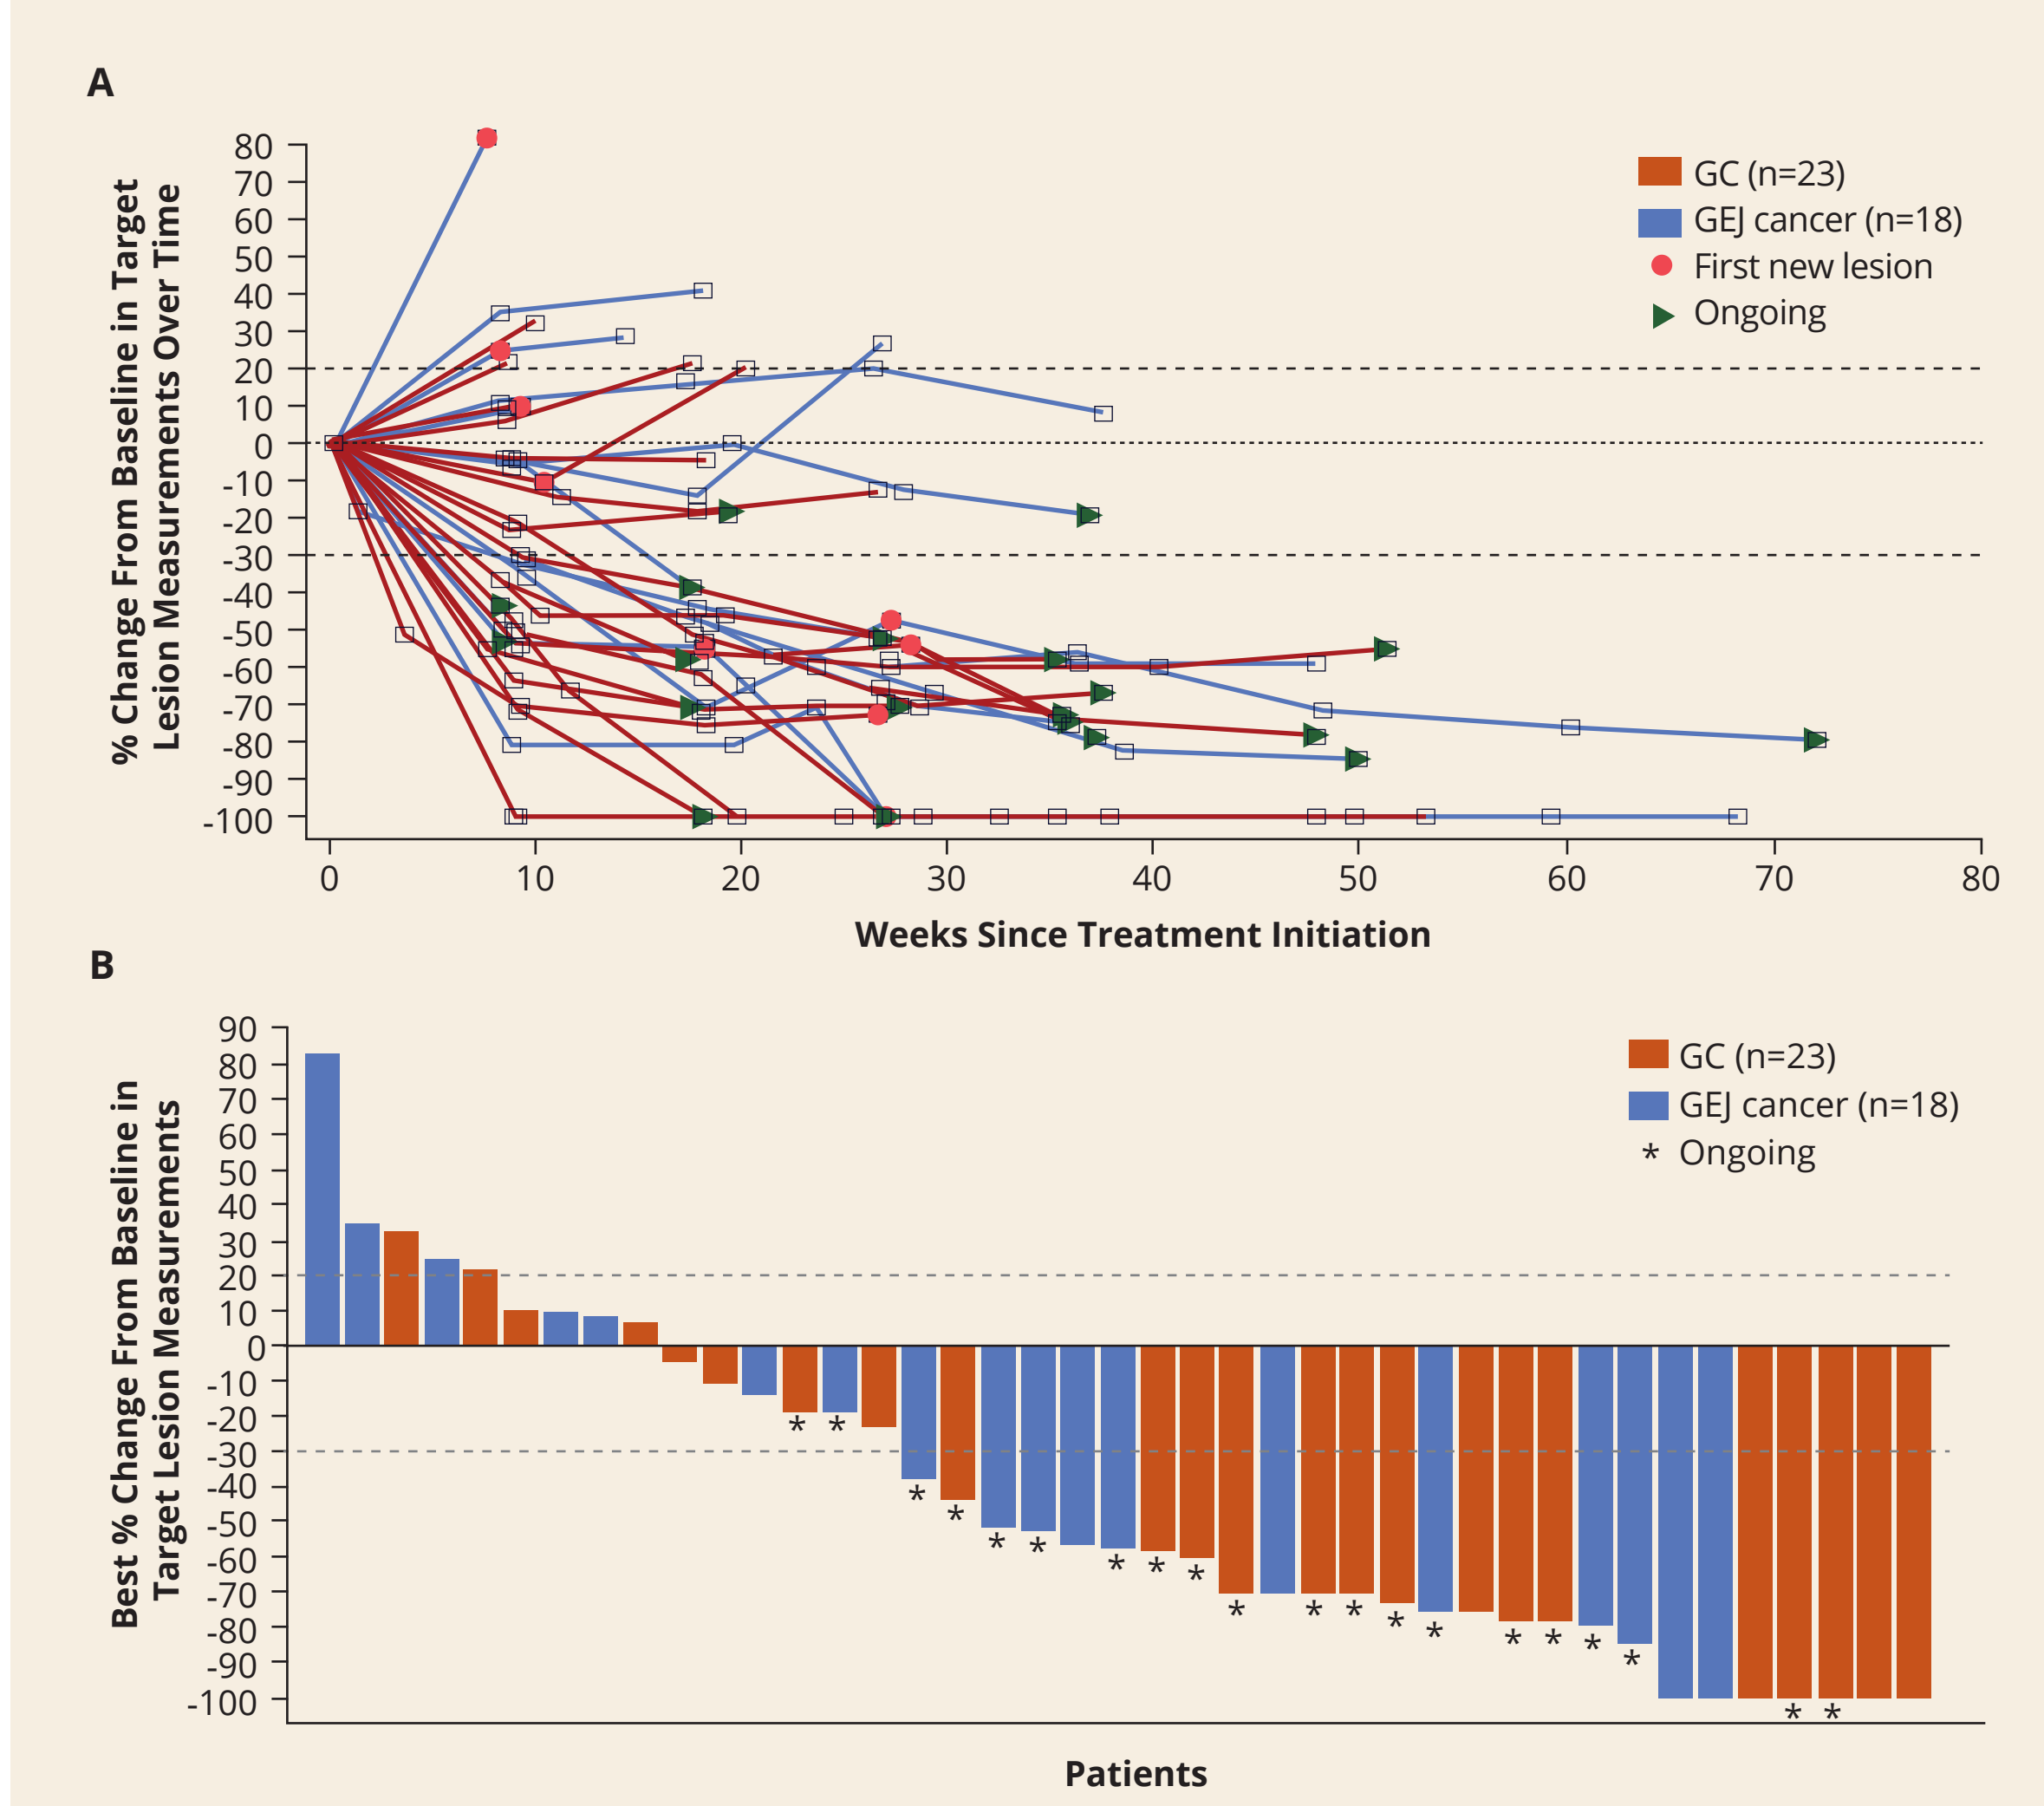 A
% Change From Baseline in Target
Lesion Measurements Over Time
80
70
60
50
40
30
20
10
0
-10
-20
-30
-40
-50
-60
-70
-80
-90
-100
GC (n=23)
GEJ cancer (n=18)
First new lesion
Ongoing
0 10 20 30 40 50 60 70 80
Weeks Since Treatment Initiation
B
Best % Change From Baseline in
Target Lesion Measurements
90
80
70
60
50
40
30
20
10
0
-10
-20
-30
-40
-50
-60
-70
-80
-90
-100
GC (n=23)
GEJ cancer (n=18)
* Ongoing
* * * * * * * * * * * * * * * * * * * *
Patients